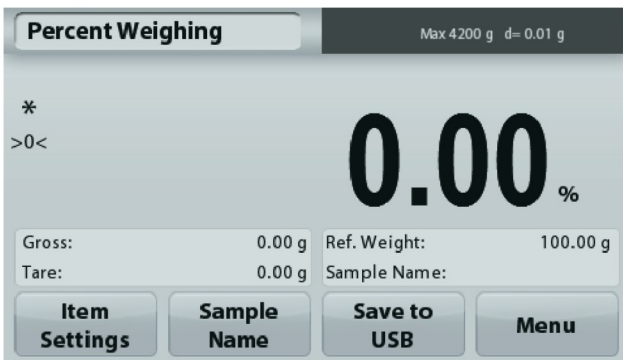 Percent Weighing
Max 4200 g d= 0.01 g
*
>0<
0.00 %
Gross: 0.00 g
Tare: 0.00 g
Ref. Weight: 100.00 g
Sample Name:
Item
Settings
Sample
Name
Save to
USB
Menu